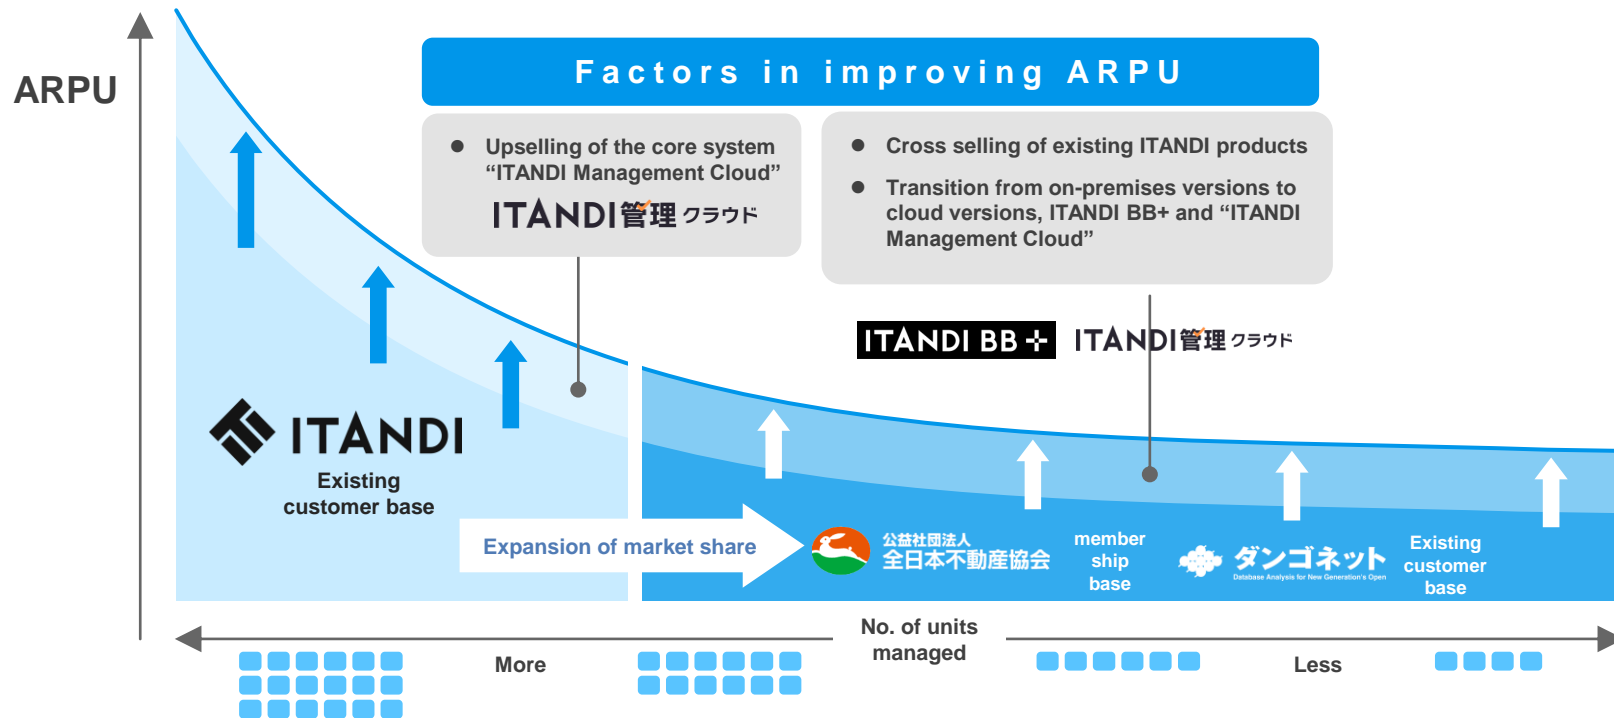 ARPU
Factors in improving ARPU
● Upselling of the core system
“ITANDI Management Cloud”
ITANDI管理クラウド
● Cross selling of existing ITANDI products
● Transition from on-premises versions to
cloud versions, ITANDI BB+ and “ITANDI
Management Cloud”
ITANDI BB+
ITANDI管理クラウド
ITANDI
Existing
customer base
Expansion of market share
公益社団法人
全日本不動産協会
member
ship
base
ダンゴネット
Database Analysis for New Generation's Open
Existing
customer
base
No. of units
managed
More
Less